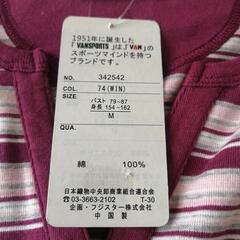 1951年に誕生した
「VANSPORTS」は「VAN」の
スポーツマインドを持つ
ブランドです。
NO. 342542
COL. 74(WIN)
SIZE バスト 79~87
身長 154~162
M
QUA.
綿 100%
日本織物中央卸商業組合連合会
03-3663-2102 T-30
企画・フジスター株式会社
中国製